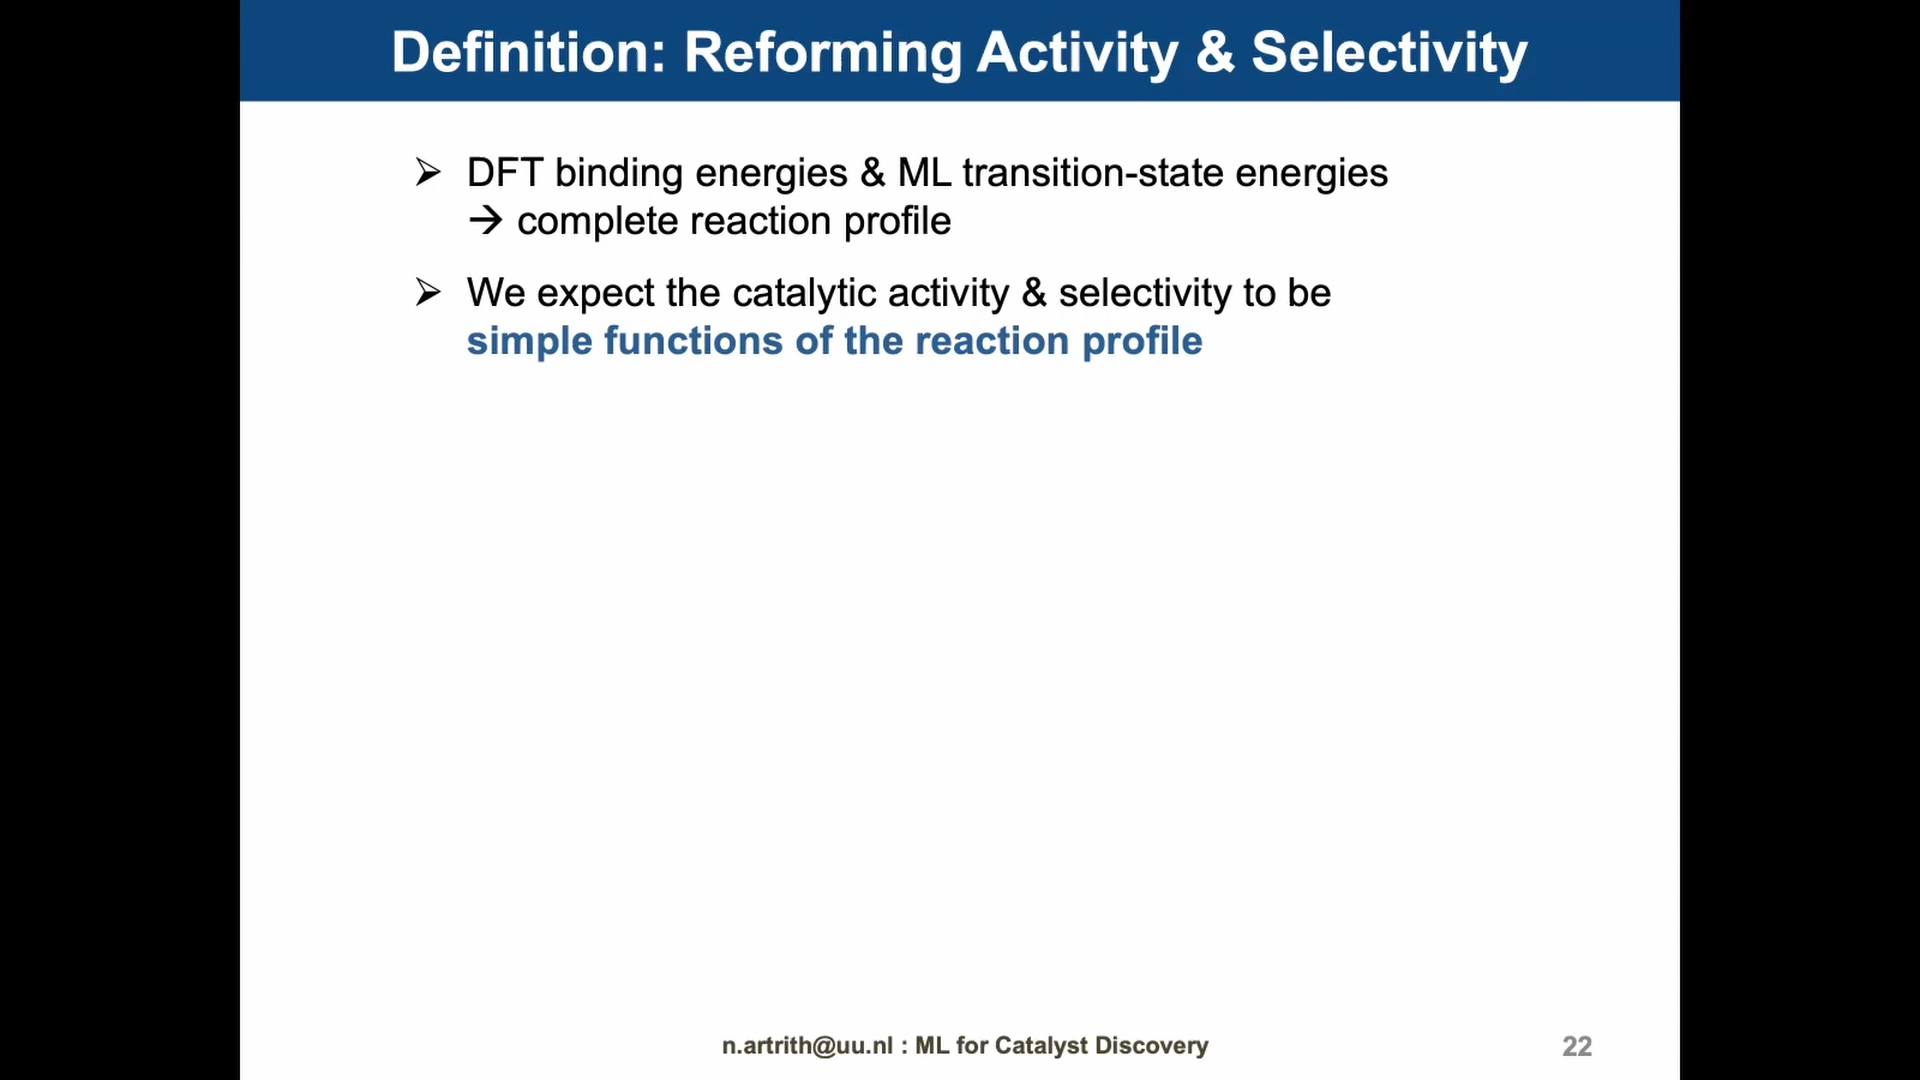 Definition: Reforming Activity & Selectivity
➢ DFT binding energies & ML transition-state energies
→ complete reaction profile
➢ We expect the catalytic activity & selectivity to be
simple functions of the reaction profile
n.artrith@uu.nl : ML for Catalyst Discovery
22